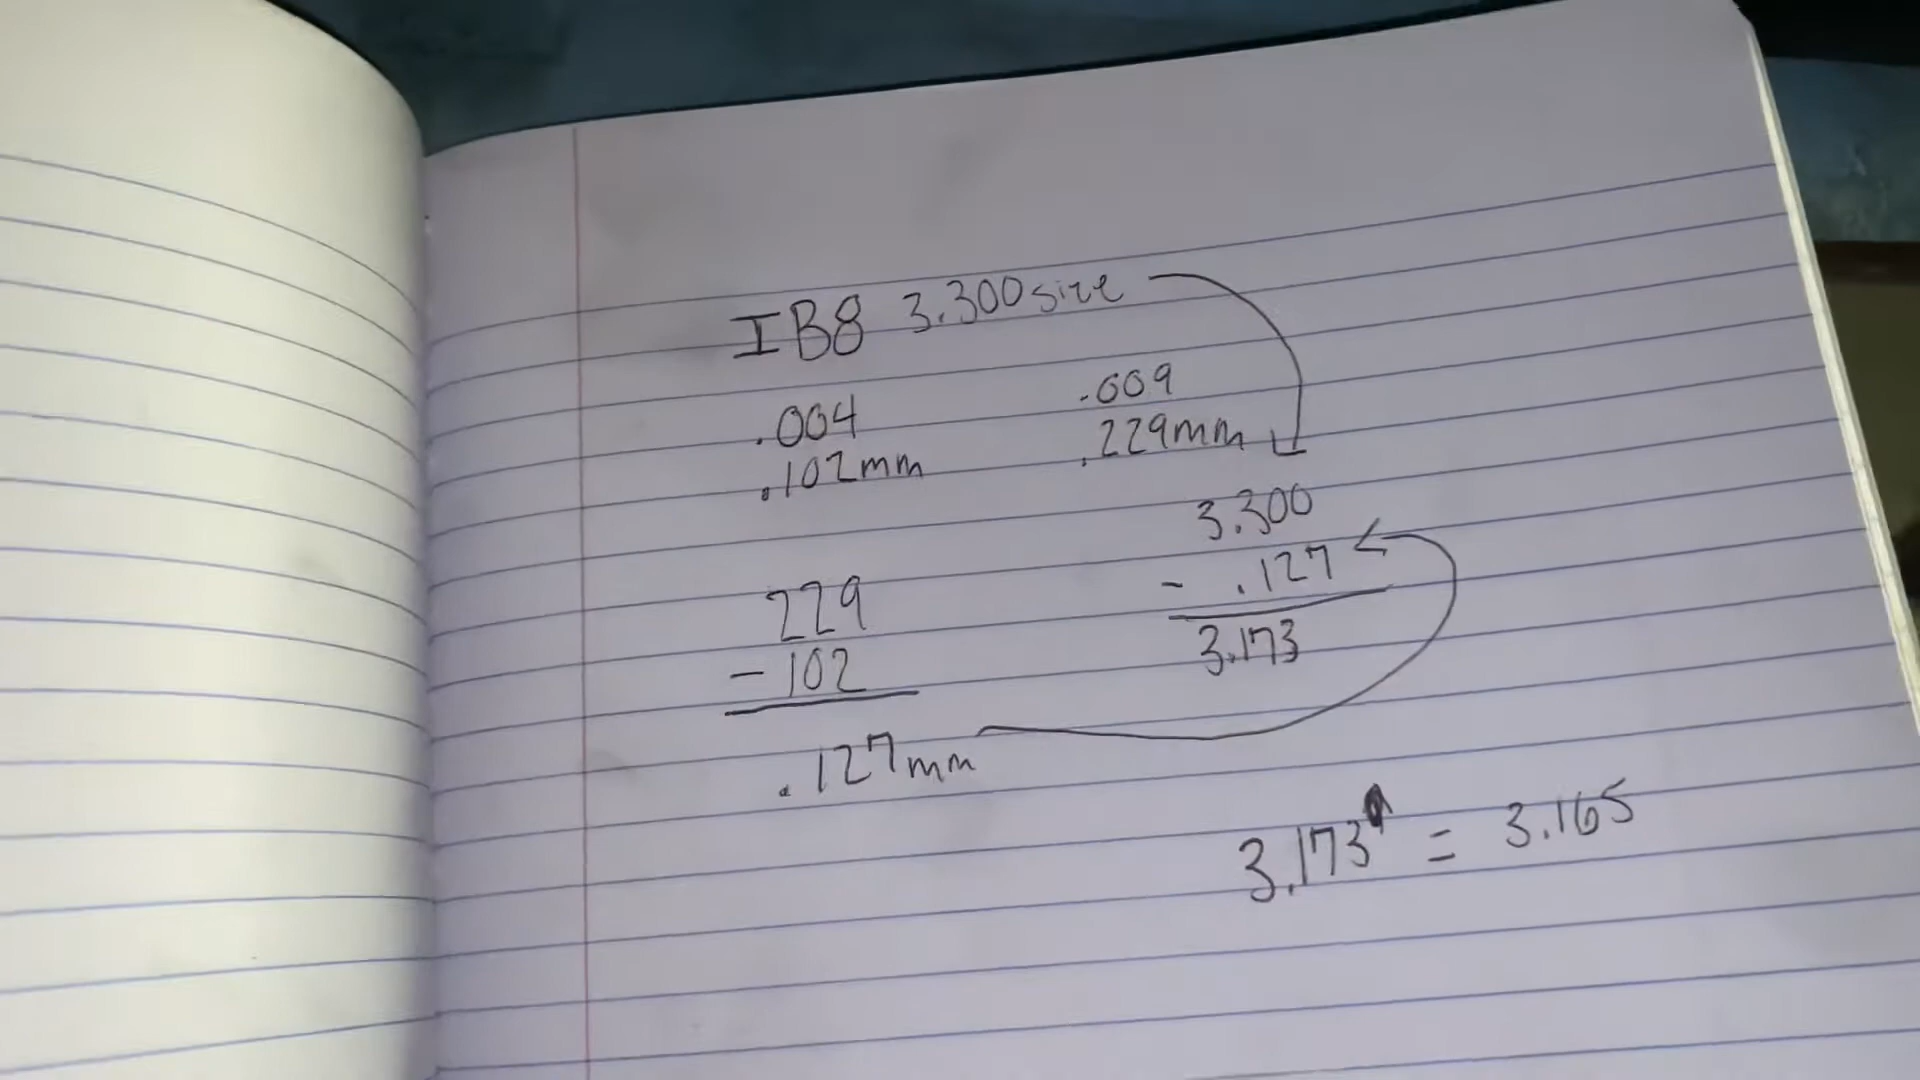 IB8 3.300 size
.004 .009
.102mm .229mm
3.300
229 - .127
-102 3.173
.127mm
3.173 = 3.165